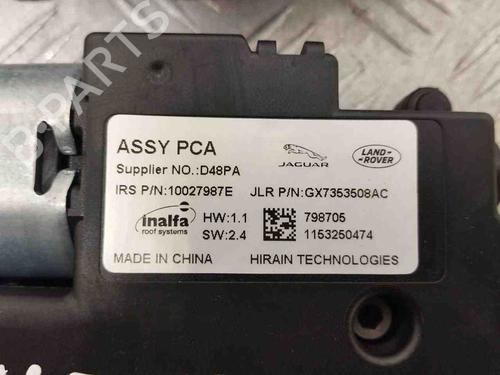 B-PARTS
ASSY PCA
JAGUAR
LAND-
ROVER
Supplier NO.:D48PA
IRS P/N:10027987E JLR P/N:GX7353508AC
inalfa
roof systems
HW:1.1
SW:2.4
798705
1153250474
MADE IN CHINA HIRAIN TECHNOLOGIES